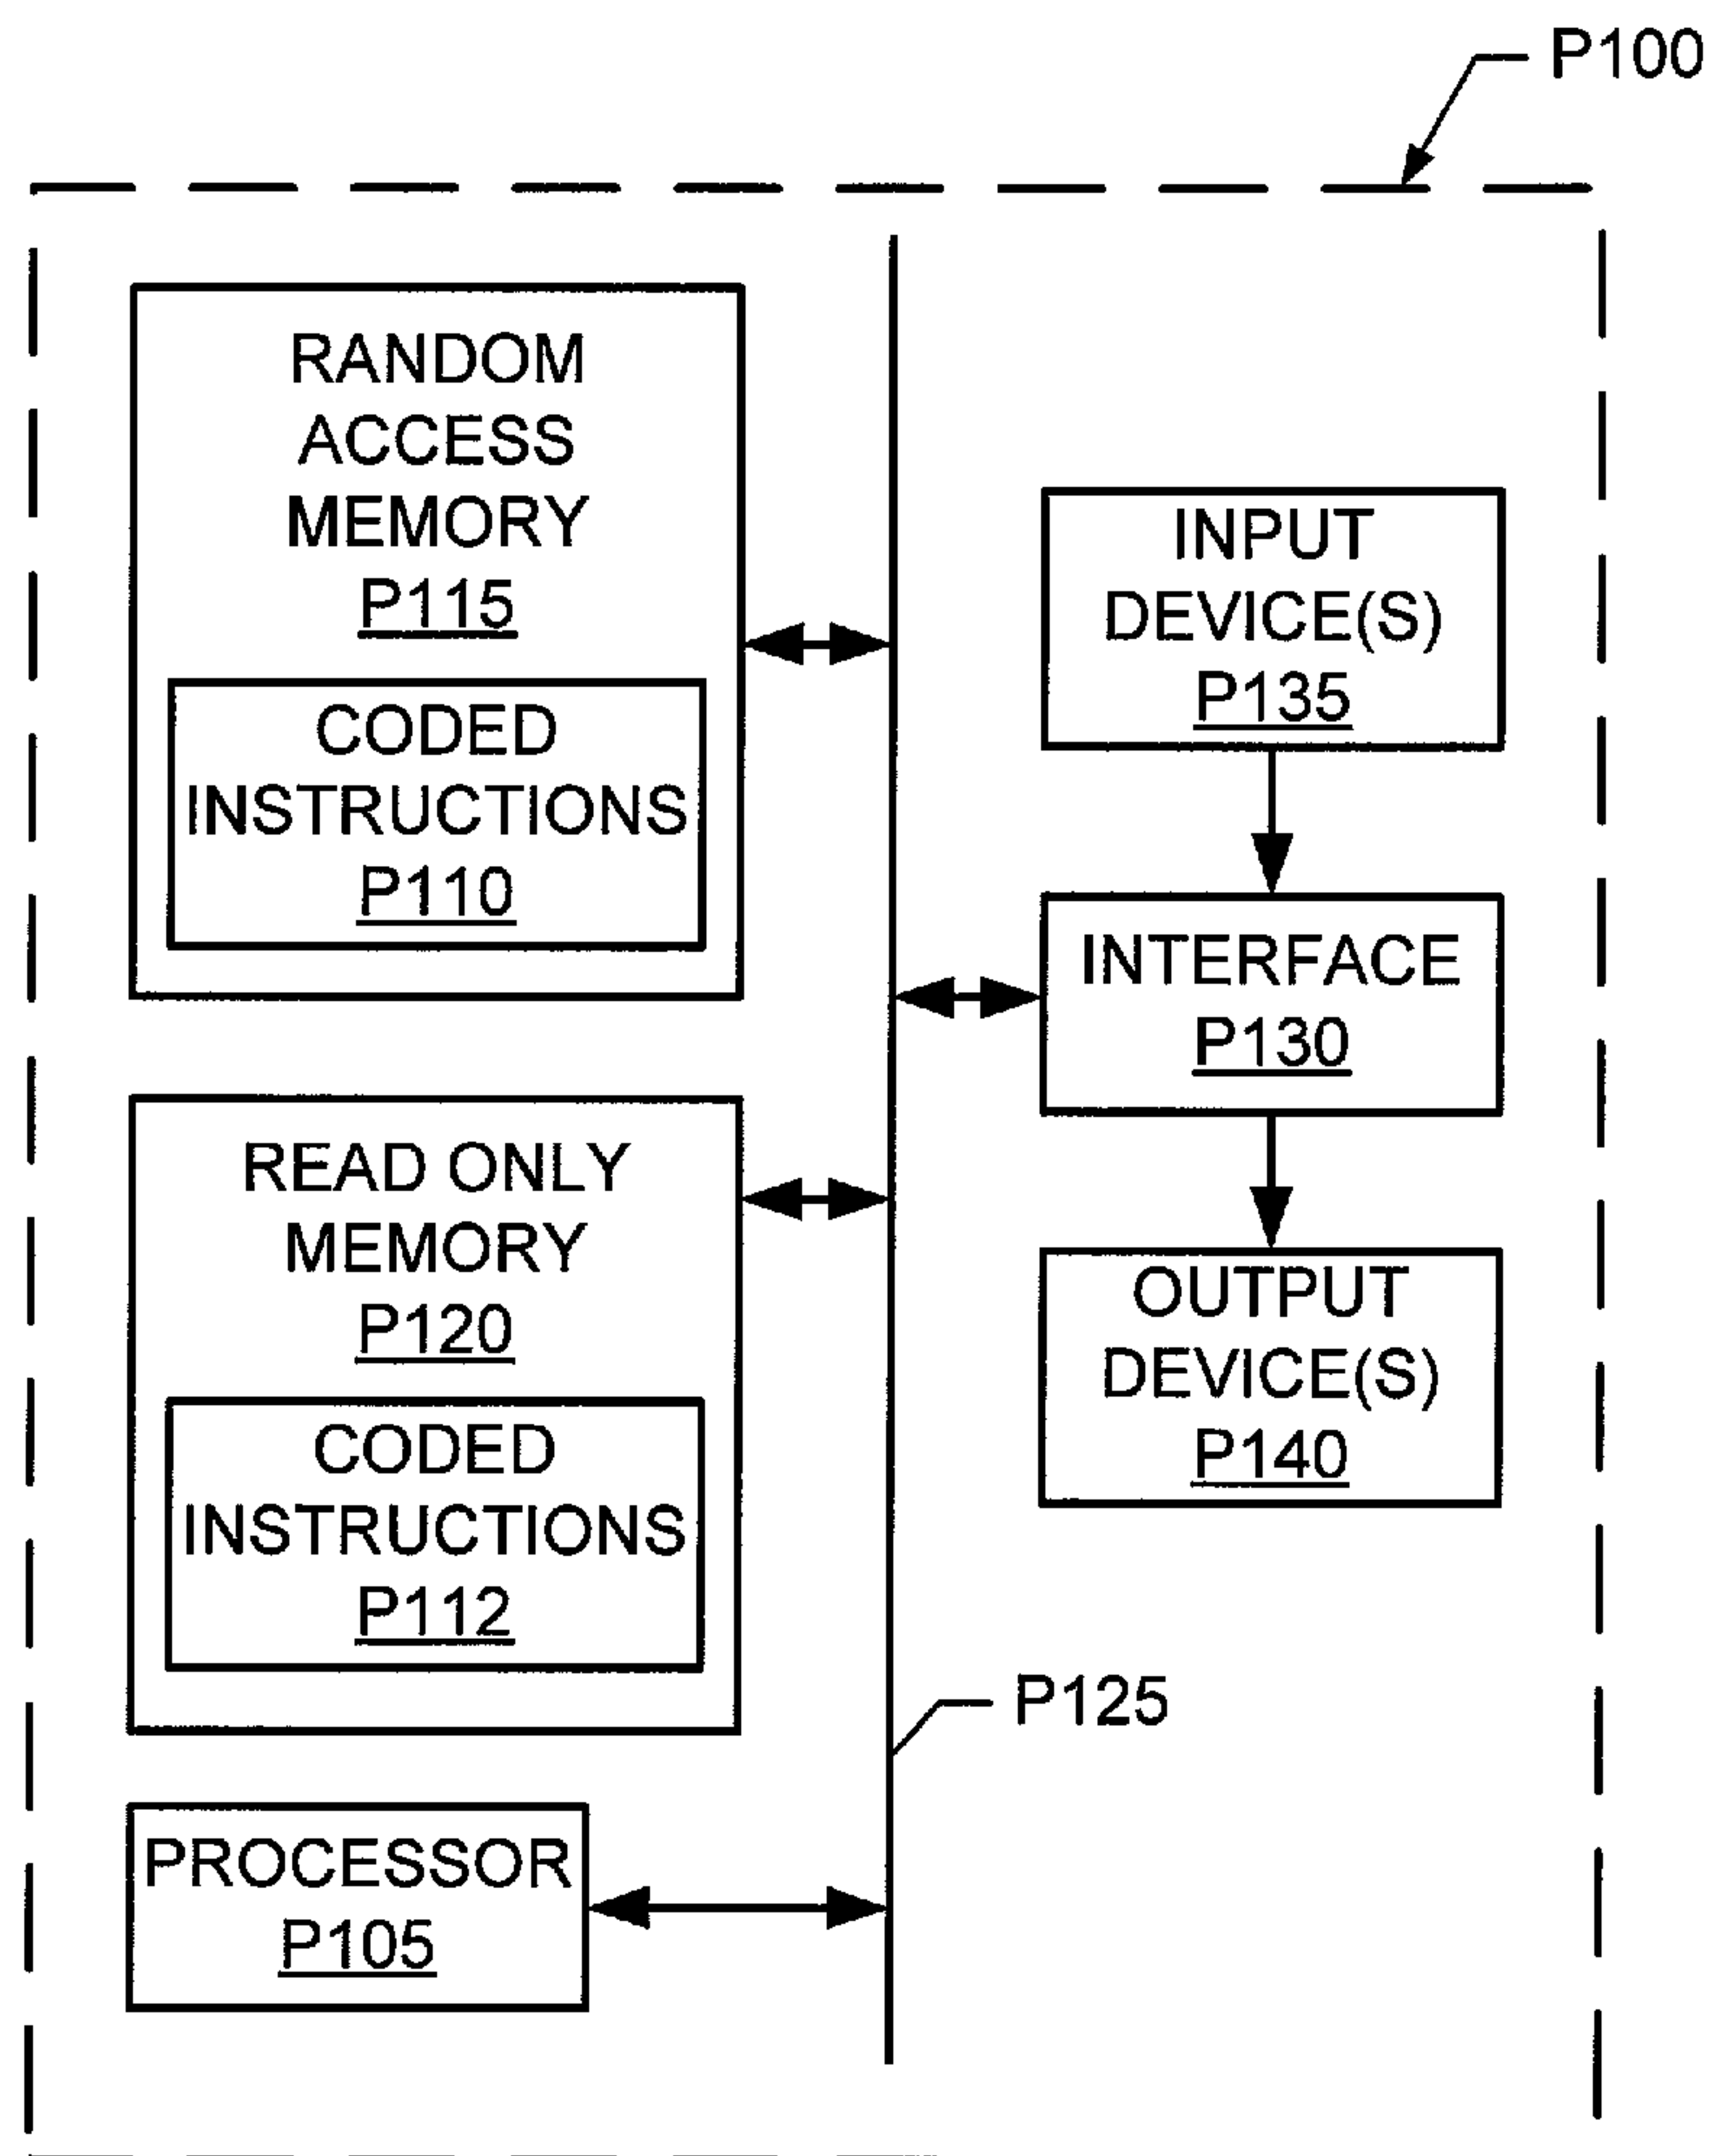 P100
RANDOM
ACCESS
MEMORY
P115
CODED
INSTRUCTIONS
P110
INPUT
DEVICE(S)
P135
INTERFACE
P130
READ ONLY
MEMORY
P120
CODED
INSTRUCTIONS
P112
OUTPUT
DEVICE(S)
P140
P125
PROCESSOR
P105